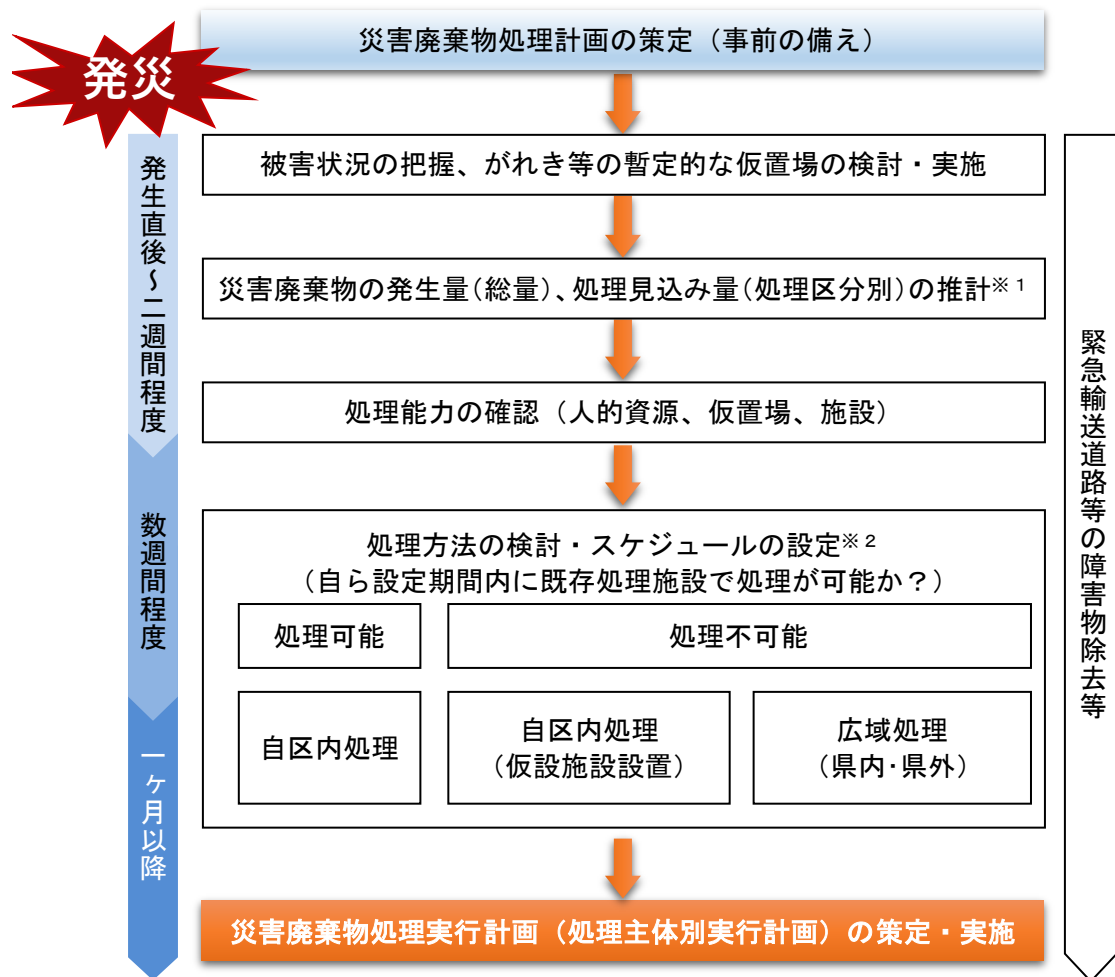 災害廃棄物処理計画の策定（事前の備え）
発災
発生直後～二週間程度
被害状況の把握、がれき等の暫定的な仮置場の検討・実施
災害廃棄物の発生量(総量)、処理見込み量(処理区分別)の推計※１
処理能力の確認（人的資源、仮置場、施設）
数週間程度
処理方法の検討・スケジュールの設定※２
（自ら設定期間内に既存処理施設で処理が可能か？）
処理可能
処理不可能
自区内処理
自区内処理
（仮設施設設置）
広域処理
（県内・県外）
一ヶ月以降
災害廃棄物処理実行計画（処理主体別実行計画）の策定・実施
緊急輸送道路等の障害物除去等